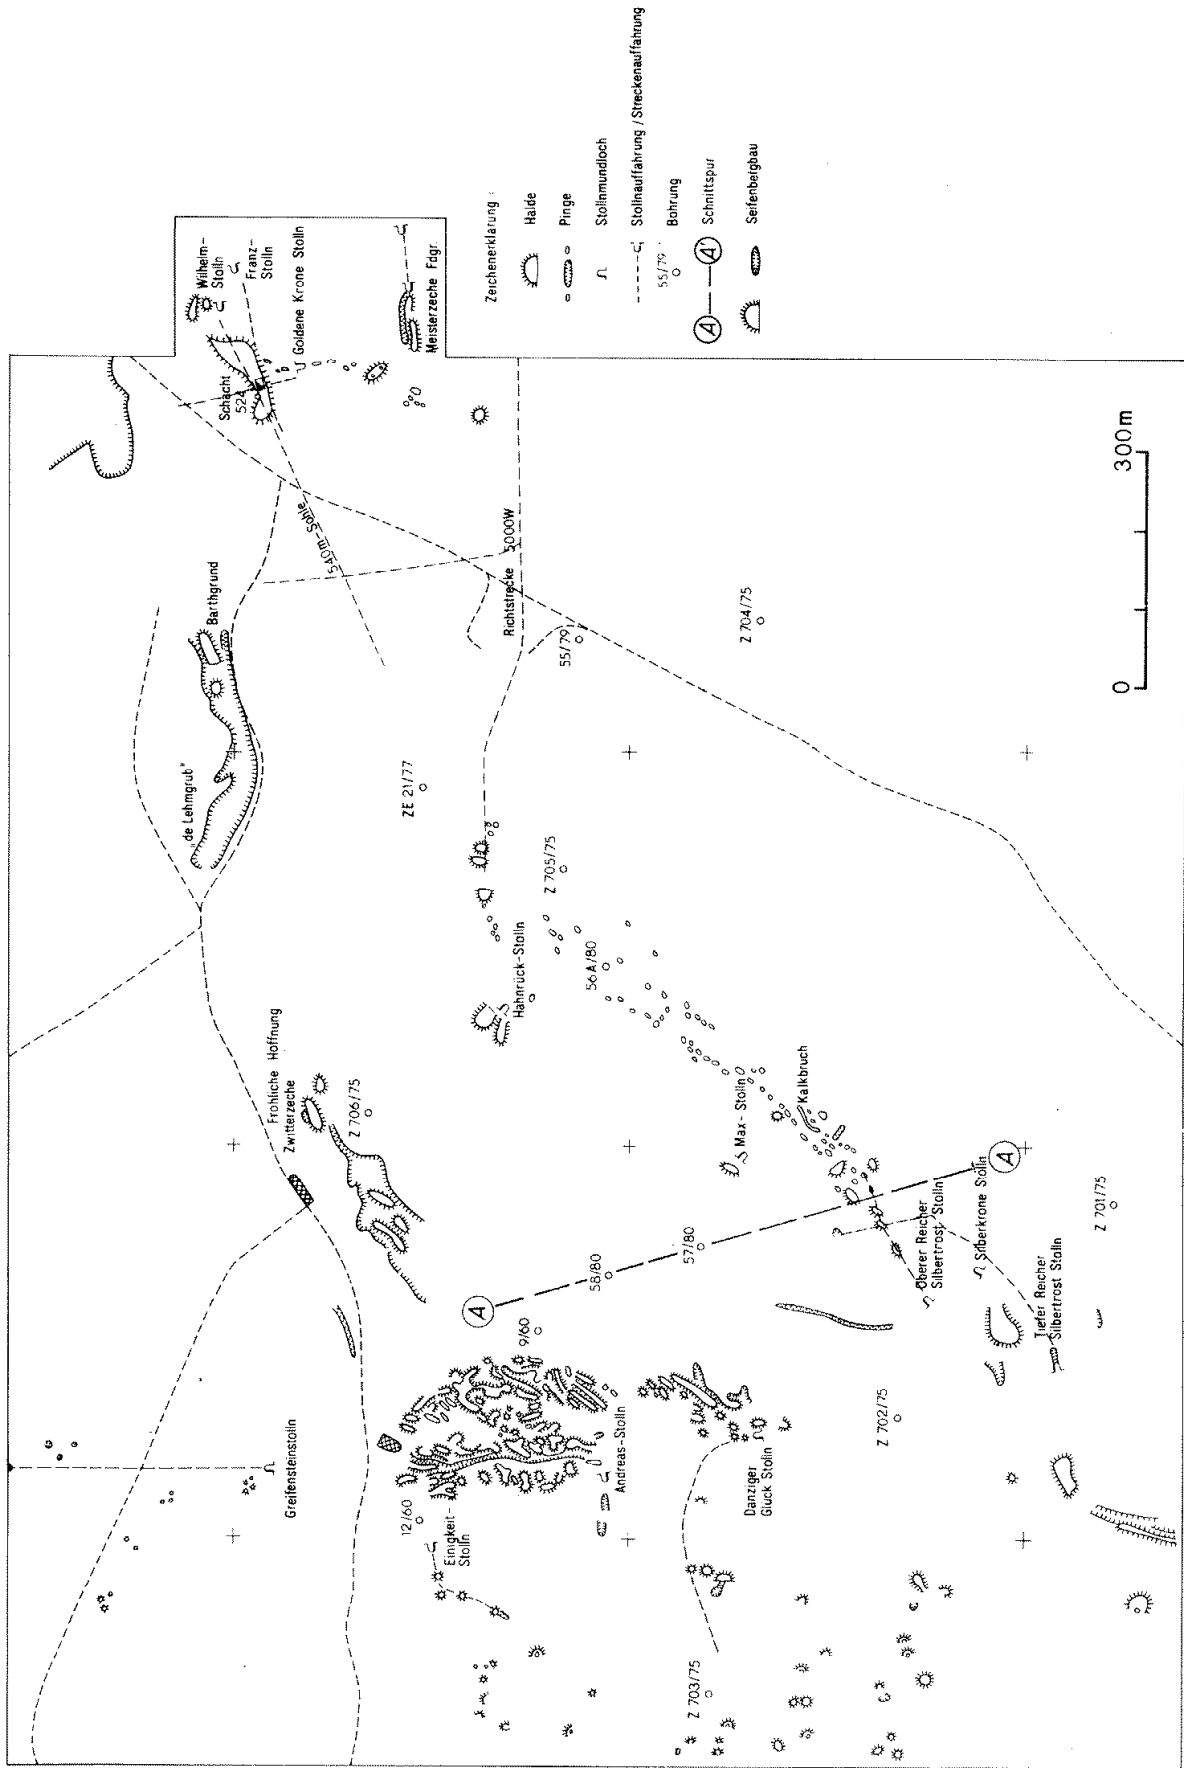 Wilhelm-
Stolln
Franz-
Stolln
Schacht
524
Goldene Krone Stolln
Meisterzeche Fdgr.
540m-Sohle
Barthgrund
"de Lehmgrub"
Richtstrecke 5000W
55/79
Z 704/75
ZE 21/77
Z 705/75
Hahnrück-Stolln
56A/80
Fröhliche Hoffnung
Zwitterzeche
Z 706/75
Max-Stolln
Kalkbruch
A
58/80
57/80
A
Oberer Reicher
Silbertrost Stolln
Silberkrone Stolln
Z 701/75
Tiefer Reicher
Silbertrost Stolln
9/60
Greifensteinstolln
12/60
Einigkeit-
Stolln
Andreas-Stolln
Danziger
Glück Stolln
Z 702/75
Z 703/75
0 300m
Zeichenerklärung:
Halde
Pinge
Stollnmundloch
Stollnauffahrung / Streckenauffahrung
55/79 Bohrung
A A' Schnittspur
Seifenbergbau